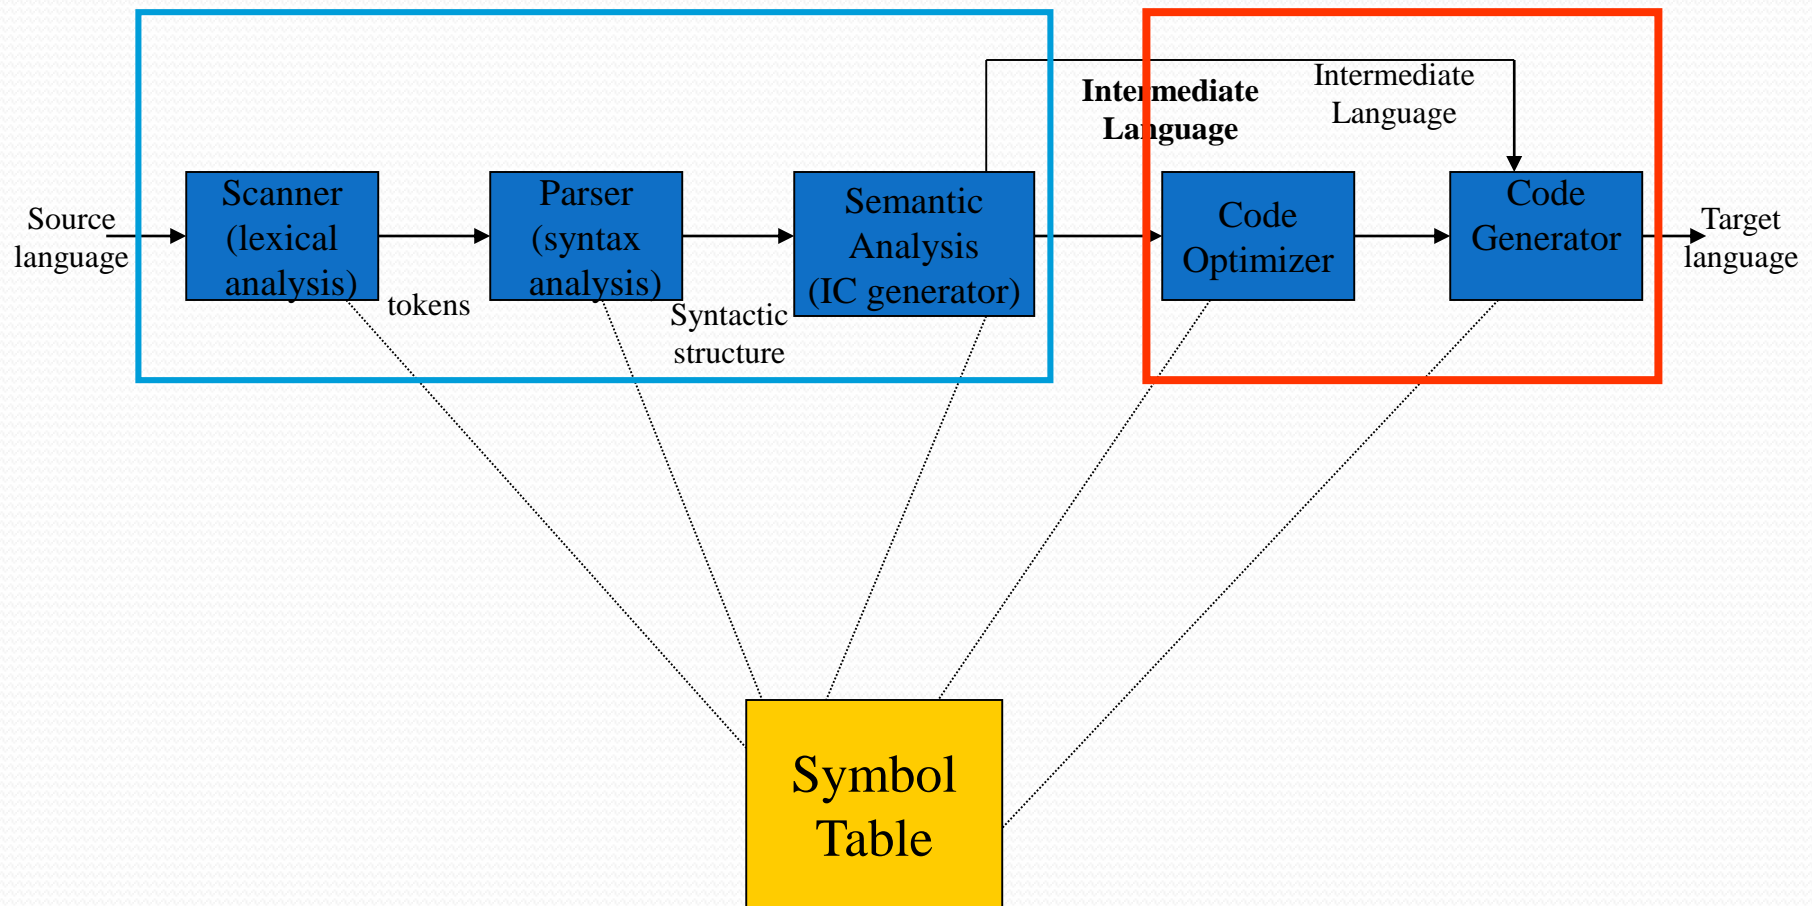 Source
language
Scanner
(lexical
analysis)
tokens
Parser
(syntax
analysis)
Syntactic
structure
Semantic
Analysis
(IC generator)
Intermediate
Language
Intermediate
Language
Code
Optimizer
Code
Generator
Target
language
Symbol
Table